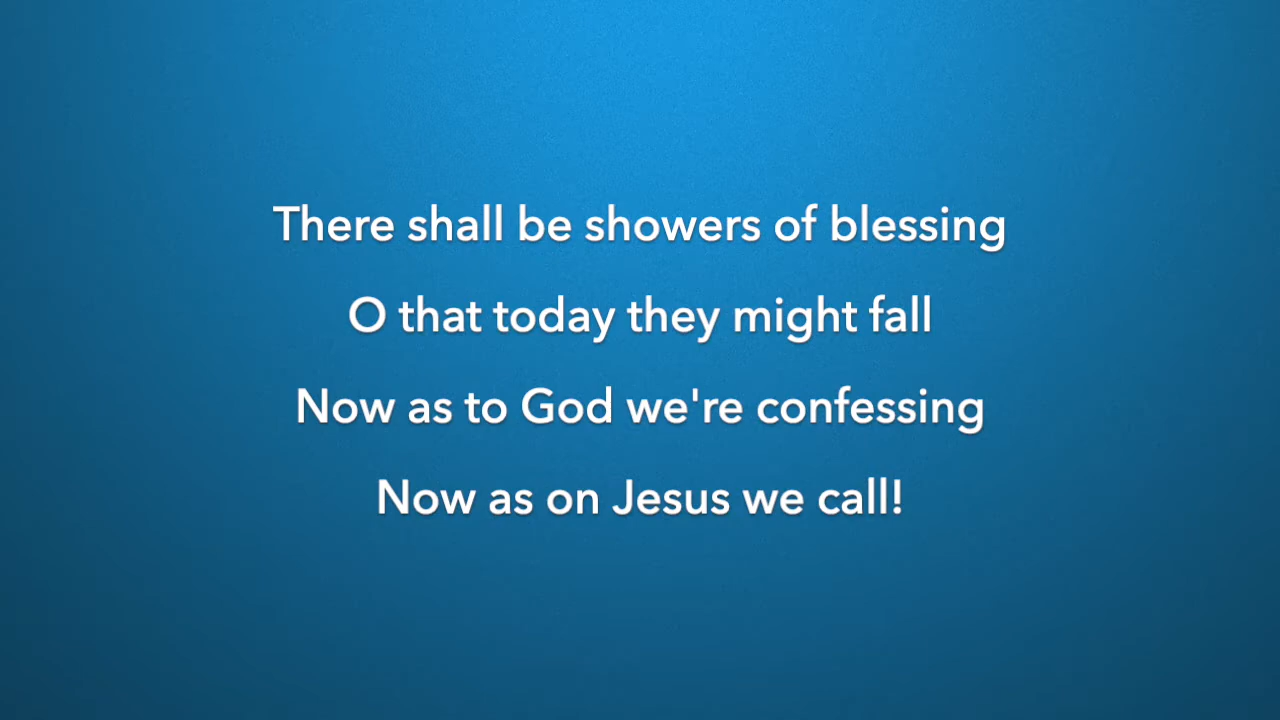 There shall be showers of blessing
O that today they might fall
Now as to God we're confessing
Now as on Jesus we call!